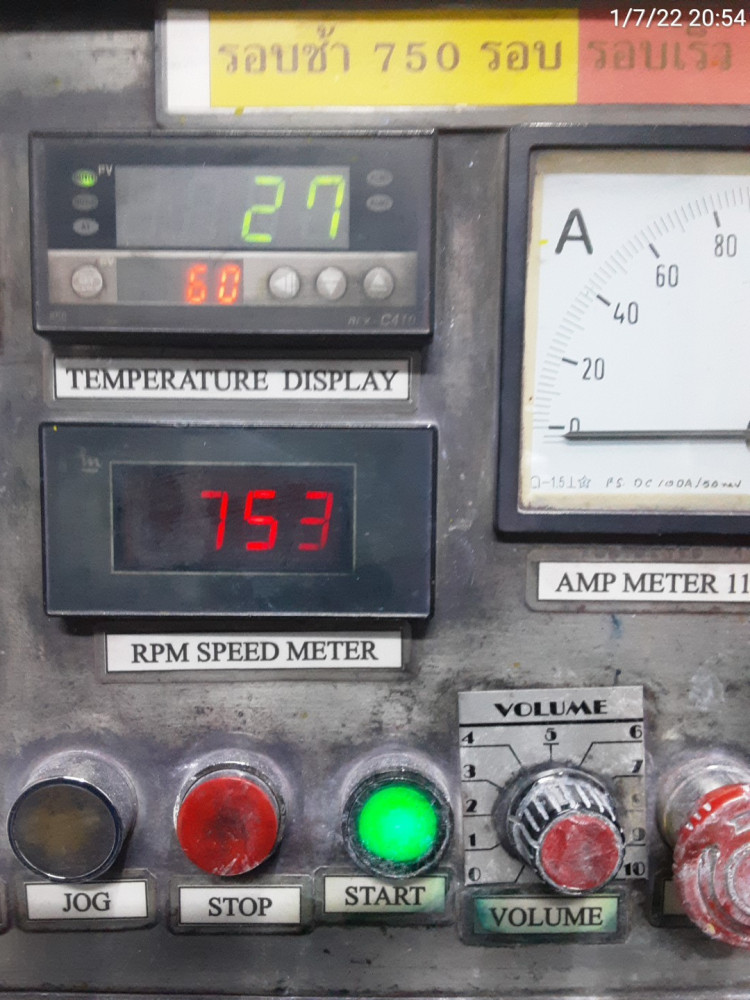 1/7/22 20:54
รอบช้า 750 รอบ รอบเร็ว
PV
27
60
TEMPERATURE DISPLAY
A
0
20
40
60
80
753
RPM SPEED METER
AMP METER 11
VOLUME
4 5 6
3 7
2 8
1 9
0 10
JOG
STOP
START
VOLUME